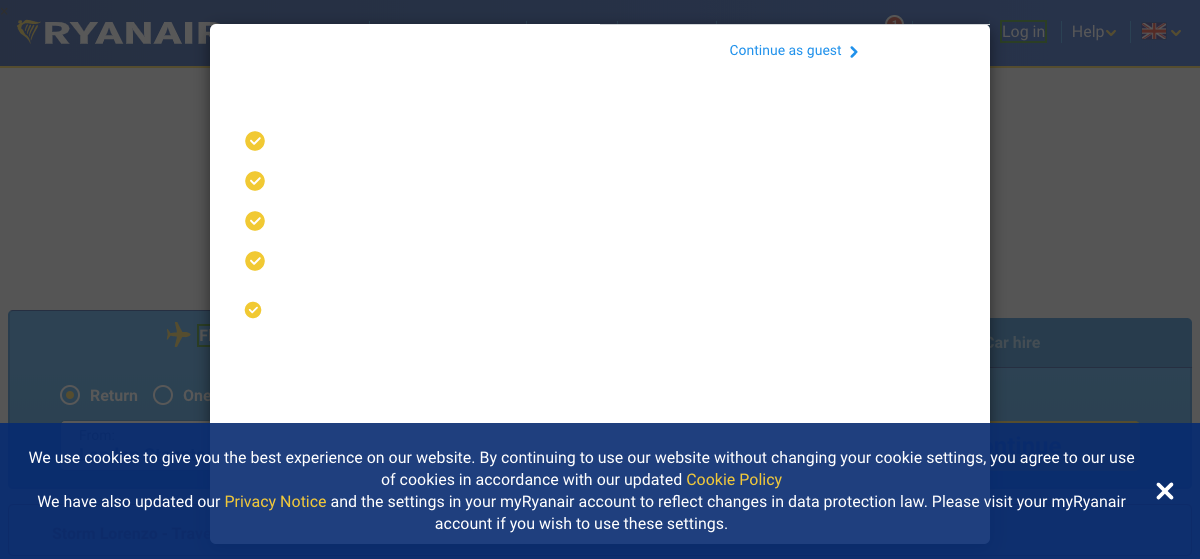 RYANAIR
1
Log in
Help
Continue as guest
Car hire
Return
One
We use cookies to give you the best experience on our website. By continuing to use our website without changing your cookie settings, you agree to our use
of cookies in accordance with our updated Cookie Policy
We have also updated our Privacy Notice and the settings in your myRyanair account to reflect changes in data protection law. Please visit your myRyanair
account if you wish to use these settings.